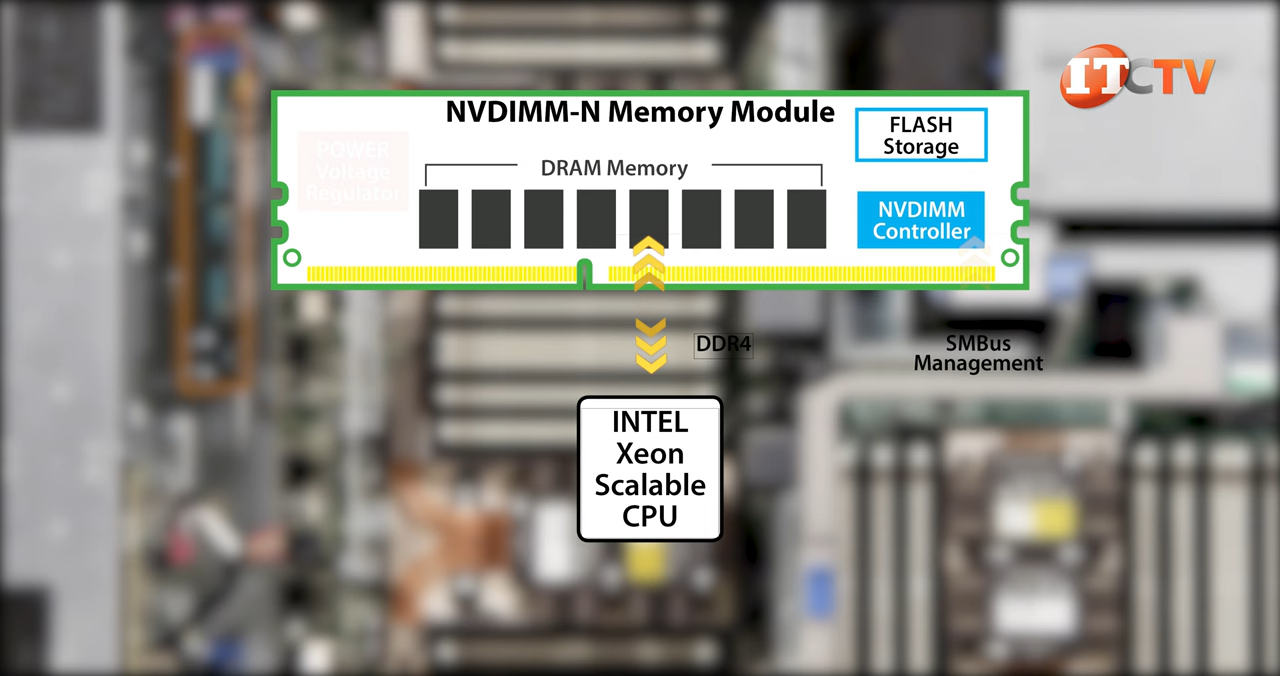 ITCTV
NVDIMM-N Memory Module
FLASH
Storage
POWER
Voltage
Regulator
DRAM Memory
NVDIMM
Controller
DDR4
SMBus
Management
INTEL
Xeon
Scalable
CPU